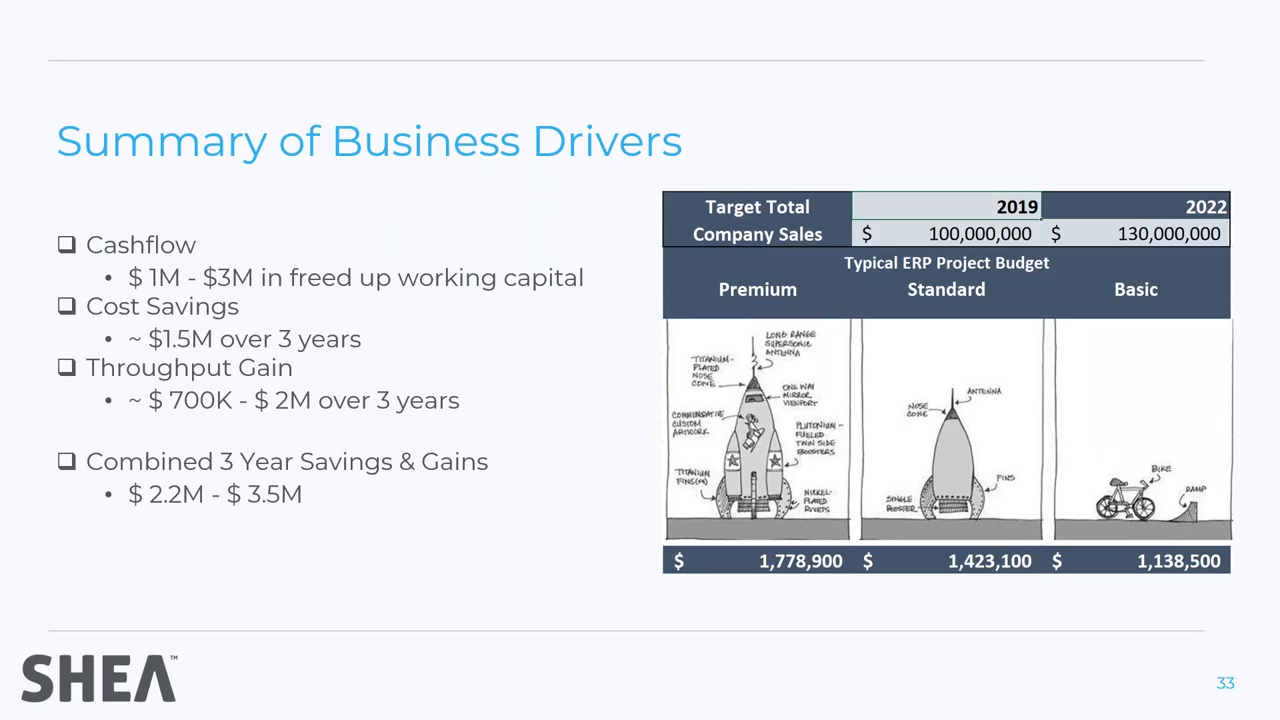 Summary of Business Drivers
Cashflow
• $ 1M - $3M in freed up working capital
Cost Savings
• ~ $1.5M over 3 years
Throughput Gain
• ~ $ 700K - $ 2M over 3 years
Combined 3 Year Savings & Gains
• $ 2.2M - $ 3.5M
Target Total 2019 2022
Company Sales $ 100,000,000 $ 130,000,000
Typical ERP Project Budget
Premium Standard Basic
LONG RANGE
SUPERSONIC
ANTENNA
TITANIUM-
PLATED
NOSE
CONE
ONE WAY
MIRROR
VIEWPORT
COMMEMORATIVE
CUSTOM
ARTWORK
PLUTONIUM-
FUELED
TWIN SIDE
BOOSTERS
TITANIUM
NICKEL-
PLATED
RIVETS
ANTENNA
NOSE
CONE
FINS
SINGLE
BOOSTER
BIKE
RAMP
$ 1,778,900 $ 1,423,100 $ 1,138,500
SHEA™
33